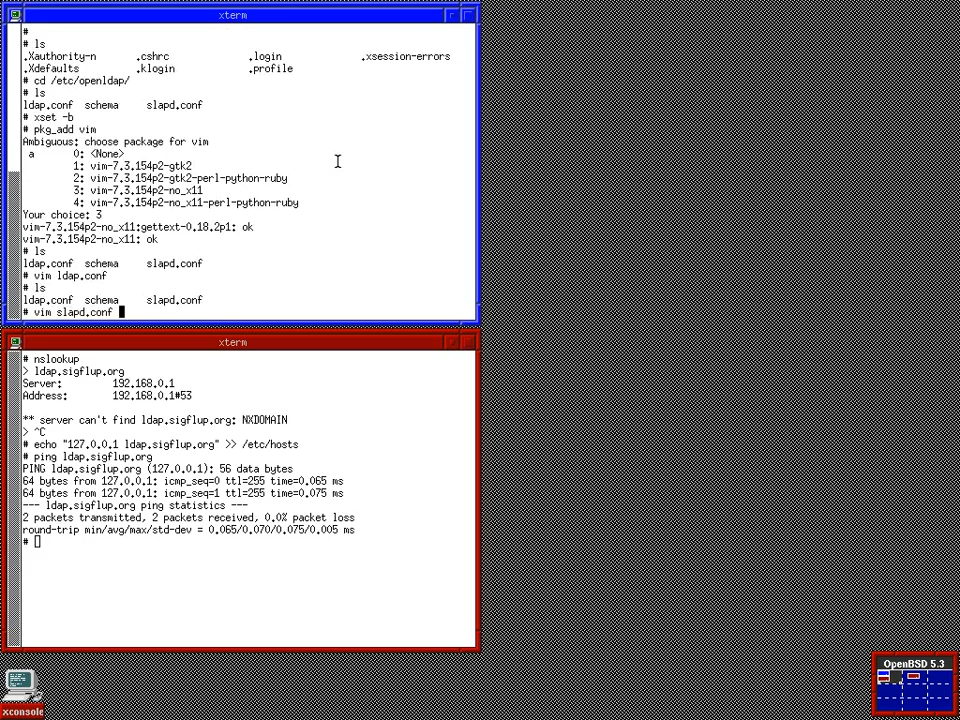 xterm
#
# ls
.Xauthority-n .cshrc .login .xsession-errors
.Xdefaults .klogin .profile
# cd /etc/openldap/
# ls
ldap.conf schema slapd.conf
# xset -b
# pkg_add vim
Ambiguous: choose package for vim
a 0: <None>
1: vim-7.3.154p2-gtk2
2: vim-7.3.154p2-gtk2-perl-python-ruby
3: vim-7.3.154p2-no_x11
4: vim-7.3.154p2-no_x11-perl-python-ruby
Your choice: 3
vim-7.3.154p2-no_x11:gettext-0.18.2p1: ok
vim-7.3.154p2-no_x11: ok
# ls
ldap.conf schema slapd.conf
# vim ldap.conf
# ls
ldap.conf schema slapd.conf
# vim slapd.conf
xterm
# nslookup
> ldap.sigflup.org
Server: 192.168.0.1
Address: 192.168.0.1#53
** server can't find ldap.sigflup.org: NXDOMAIN
> ^C
# echo "127.0.0.1 ldap.sigflup.org" >> /etc/hosts
# ping ldap.sigflup.org
PING ldap.sigflup.org (127.0.0.1): 56 data bytes
64 bytes from 127.0.0.1: icmp_seq=0 ttl=255 time=0.065 ms
64 bytes from 127.0.0.1: icmp_seq=1 ttl=255 time=0.075 ms
--- ldap.sigflup.org ping statistics ---
2 packets transmitted, 2 packets received, 0.0% packet loss
round-trip min/avg/max/std-dev = 0.065/0.070/0.075/0.005 ms
#
OpenBSD 5.3
xconsole